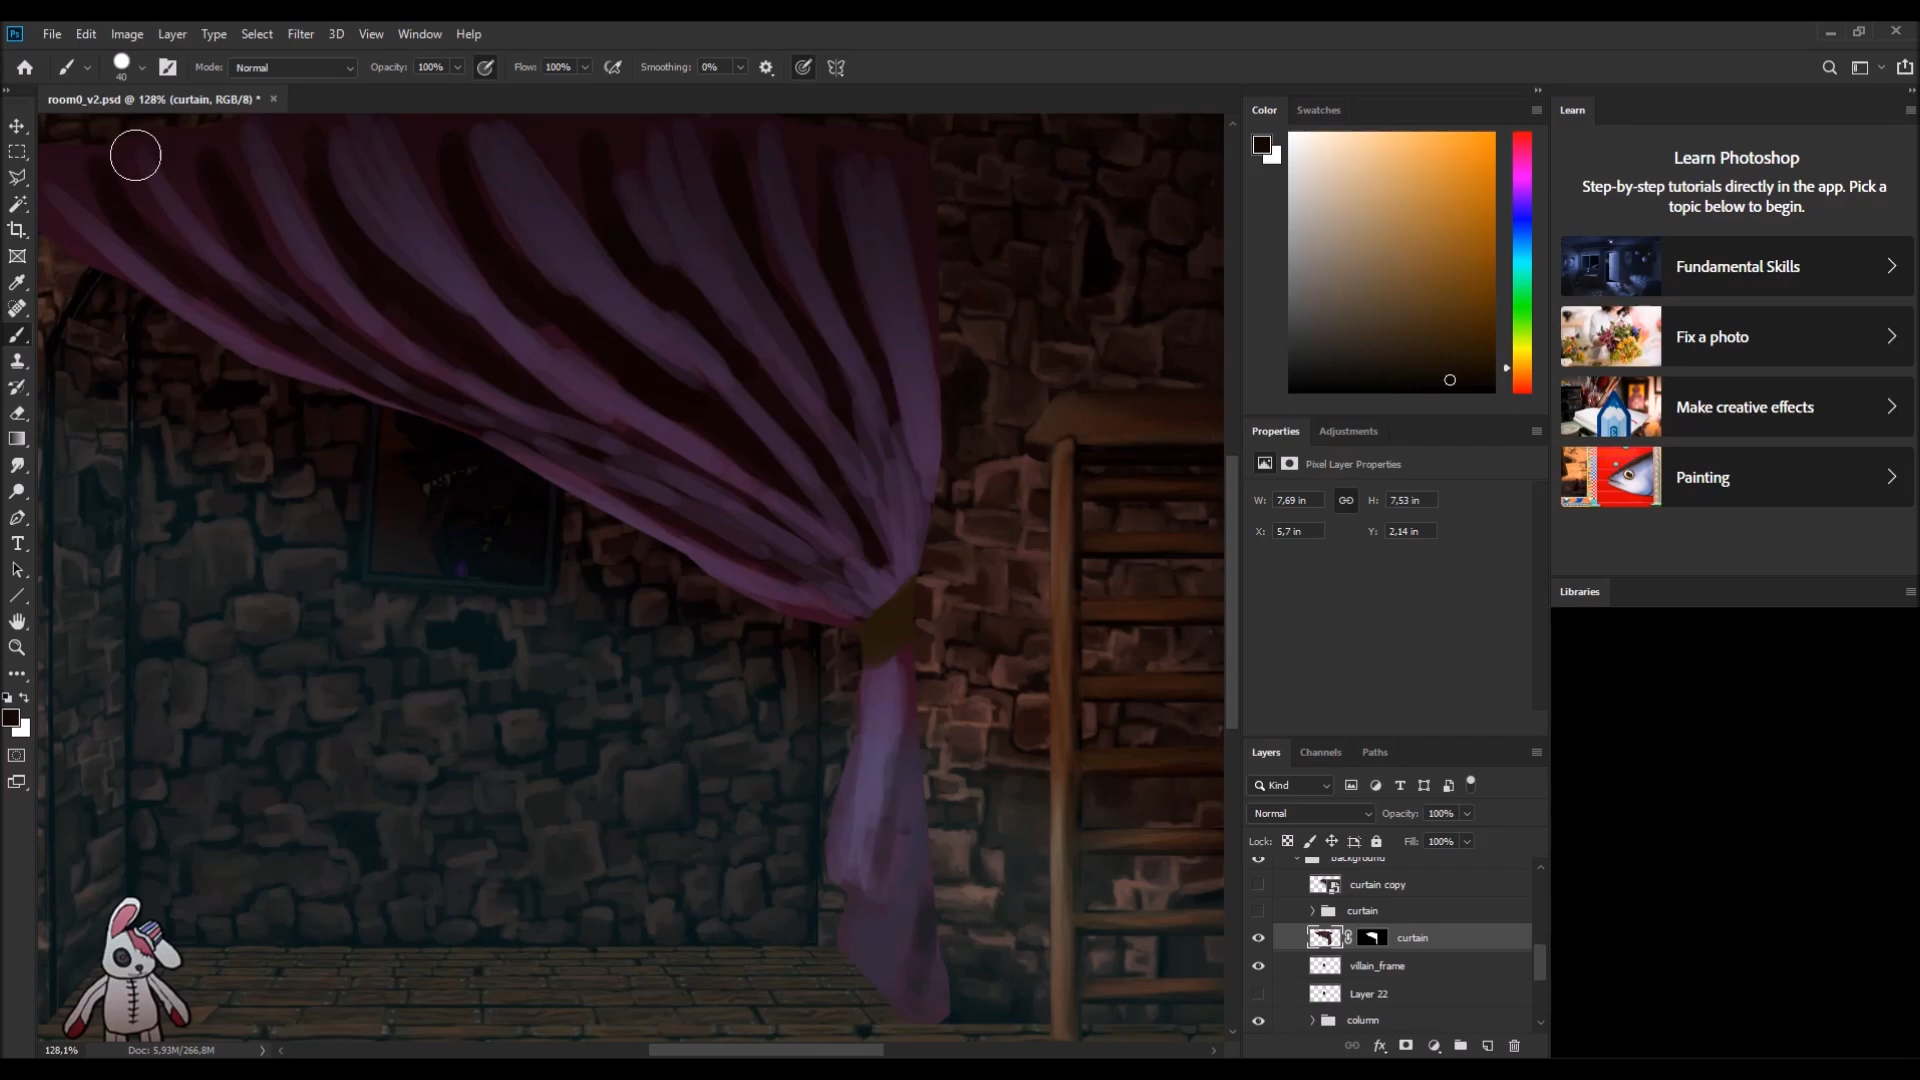 Ps File Edit Image Layer Type Select Filter 3D View Window Help
40 Mode: Normal Opacity: 100% Flow: 100% Smoothing: 0%
room0_v2.psd @ 128% (curtain, RGB/8) *
Color Swatches
Learn
Learn Photoshop
Step-by-step tutorials directly in the app. Pick a
topic below to begin.
Fundamental Skills
Fix a photo
Make creative effects
Painting
Libraries
Properties Adjustments
Pixel Layer Properties
W: 7,69 in H: 7,53 in
X: 5,7 in Y: 2,14 in
Layers Channels Paths
Kind
Normal Opacity: 100%
Lock: Fill: 100%
background
curtain copy
curtain
curtain
villain_frame
Layer 22
column
fx
128,1% Doc: 5,93M/266,8M